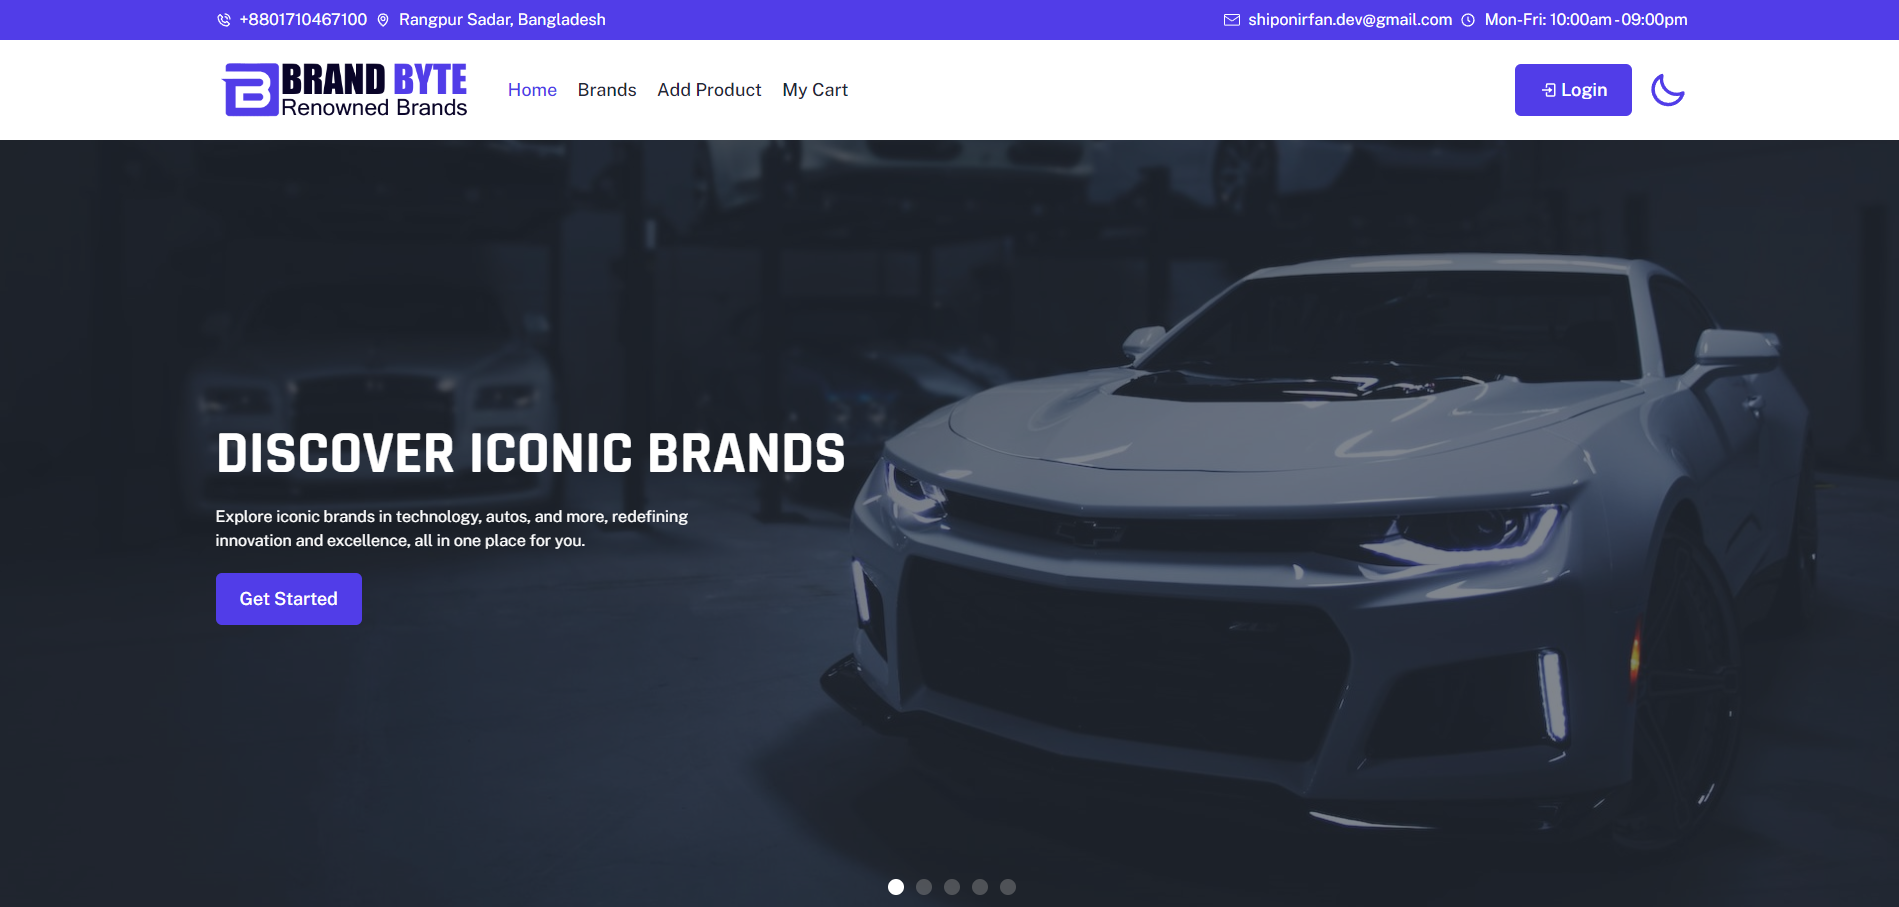 +8801710467100 Rangpur Sadar, Bangladesh shiponirfan.dev@gmail.com Mon-Fri: 10:00am - 09:00pm
BRAND BYTE
Renowned Brands
Home Brands Add Product My Cart Login
DISCOVER ICONIC BRANDS
Explore iconic brands in technology, autos, and more, redefining
innovation and excellence, all in one place for you.
Get Started